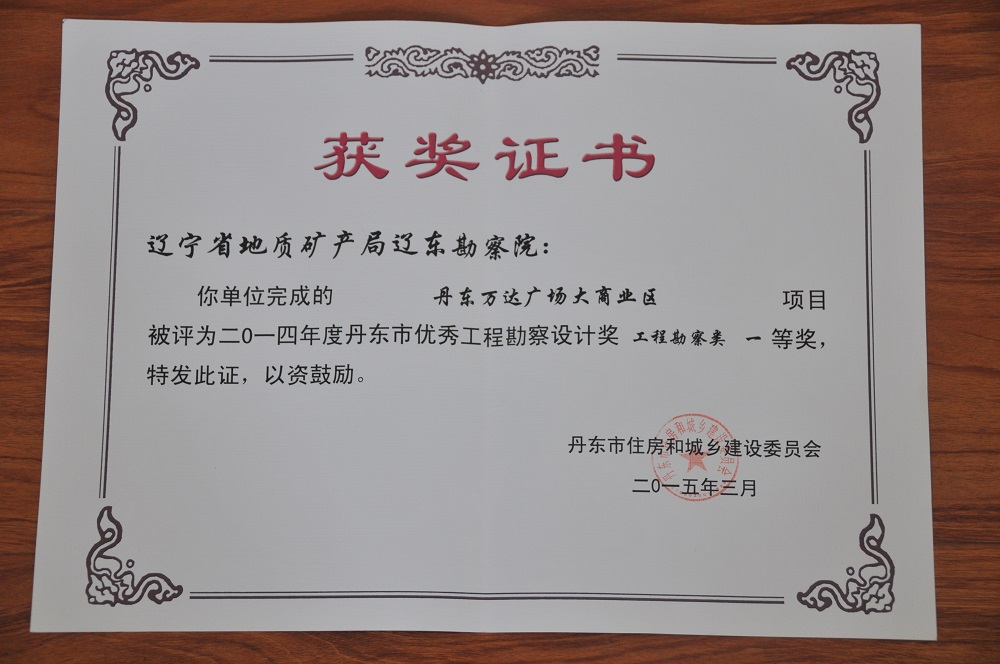 获奖证书
辽宁省地质矿产局辽东勘察院：
你单位完成的 丹东万达广场大商业区 项目
被评为二0一四年度丹东市优秀工程勘察设计奖 工程勘察类 一 等奖，
特发此证，以资鼓励。
丹东市住房和城乡建设委员会
二0一五年三月